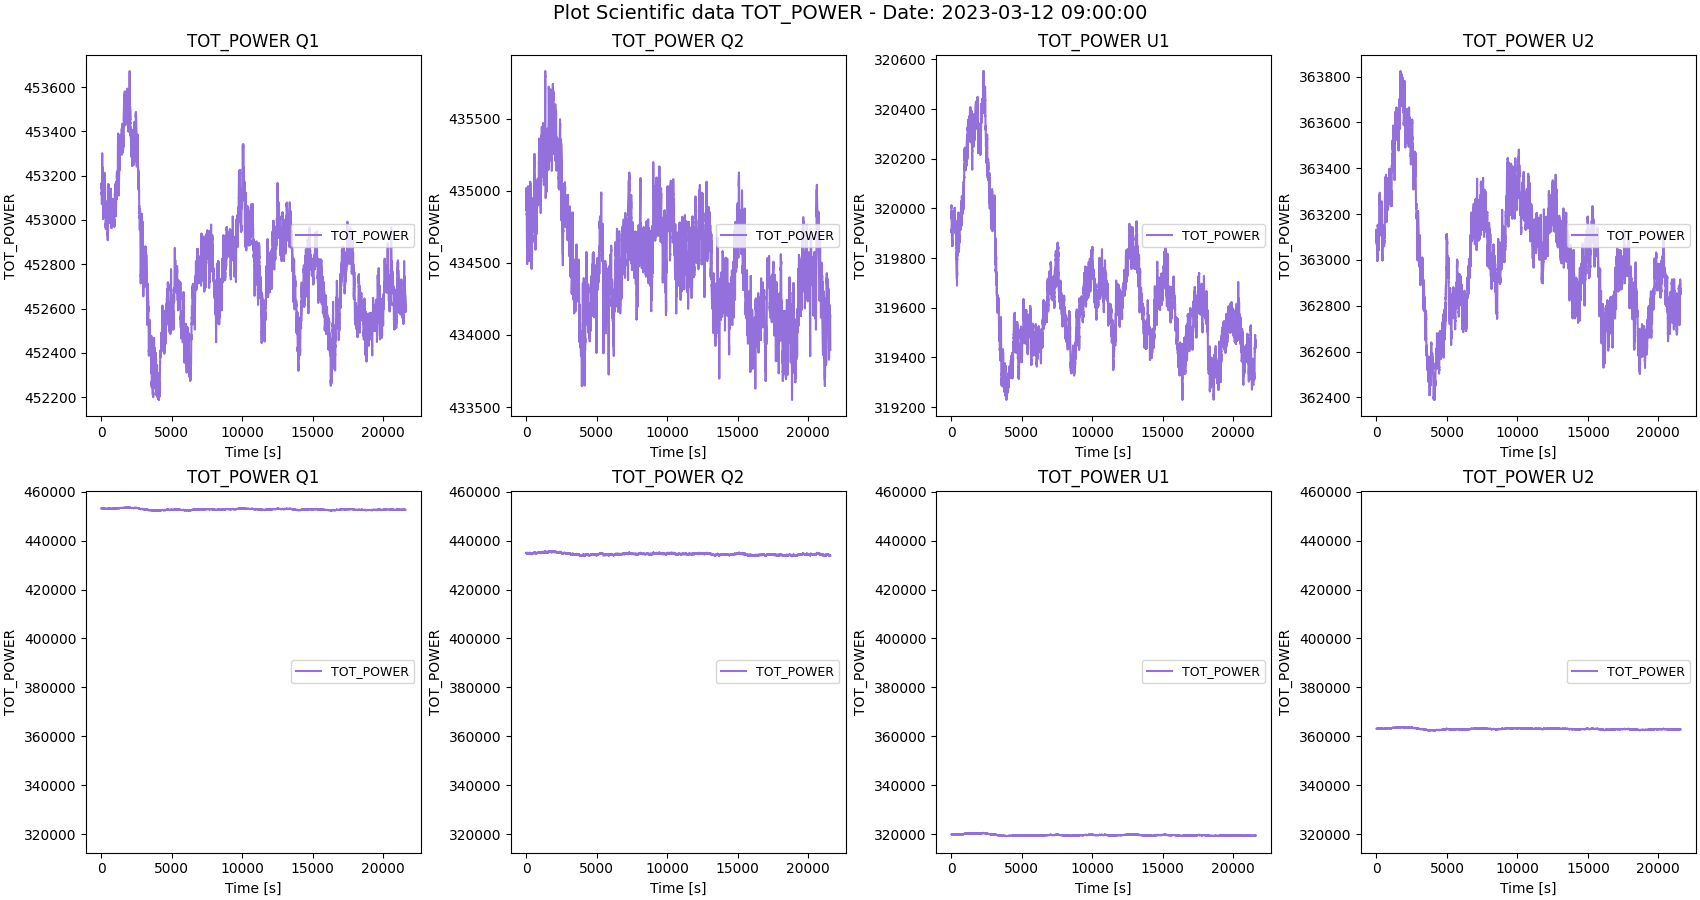 Plot Scientific data TOT_POWER - Date: 2023-03-12 09:00:00
TOT_POWER Q1
TOT_POWER
453600
453400
453200
453000
452800
452600
452400
452200
TOT_POWER
0 5000 10000 15000 20000
Time [s]
TOT_POWER Q2
TOT_POWER
435500
435000
434500
434000
433500
TOT_POWER
0 5000 10000 15000 20000
Time [s]
TOT_POWER U1
TOT_POWER
320600
320400
320200
320000
319800
319600
319400
319200
TOT_POWER
0 5000 10000 15000 20000
Time [s]
TOT_POWER U2
TOT_POWER
363800
363600
363400
363200
363000
362800
362600
362400
TOT_POWER
0 5000 10000 15000 20000
Time [s]
TOT_POWER Q1
TOT_POWER
460000
440000
420000
400000
380000
360000
340000
320000
TOT_POWER
0 5000 10000 15000 20000
Time [s]
TOT_POWER Q2
TOT_POWER
460000
440000
420000
400000
380000
360000
340000
320000
TOT_POWER
0 5000 10000 15000 20000
Time [s]
TOT_POWER U1
TOT_POWER
460000
440000
420000
400000
380000
360000
340000
320000
TOT_POWER
0 5000 10000 15000 20000
Time [s]
TOT_POWER U2
TOT_POWER
460000
440000
420000
400000
380000
360000
340000
320000
TOT_POWER
0 5000 10000 15000 20000
Time [s]